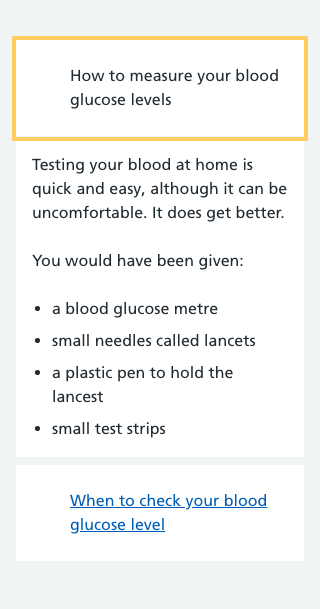 How to measure your blood
glucose levels
Testing your blood at home is
quick and easy, although it can be
uncomfortable. It does get better.
You would have been given:
• a blood glucose metre
• small needles called lancets
• a plastic pen to hold the
lancest
• small test strips
When to check your blood
glucose level